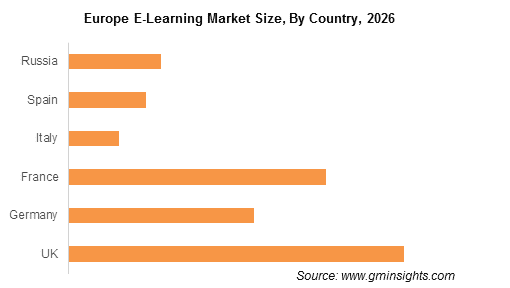 Europe E-Learning Market Size, By Country, 2026
Russia
Spain
Italy
France
Germany
UK
Source: www.gminsights.com